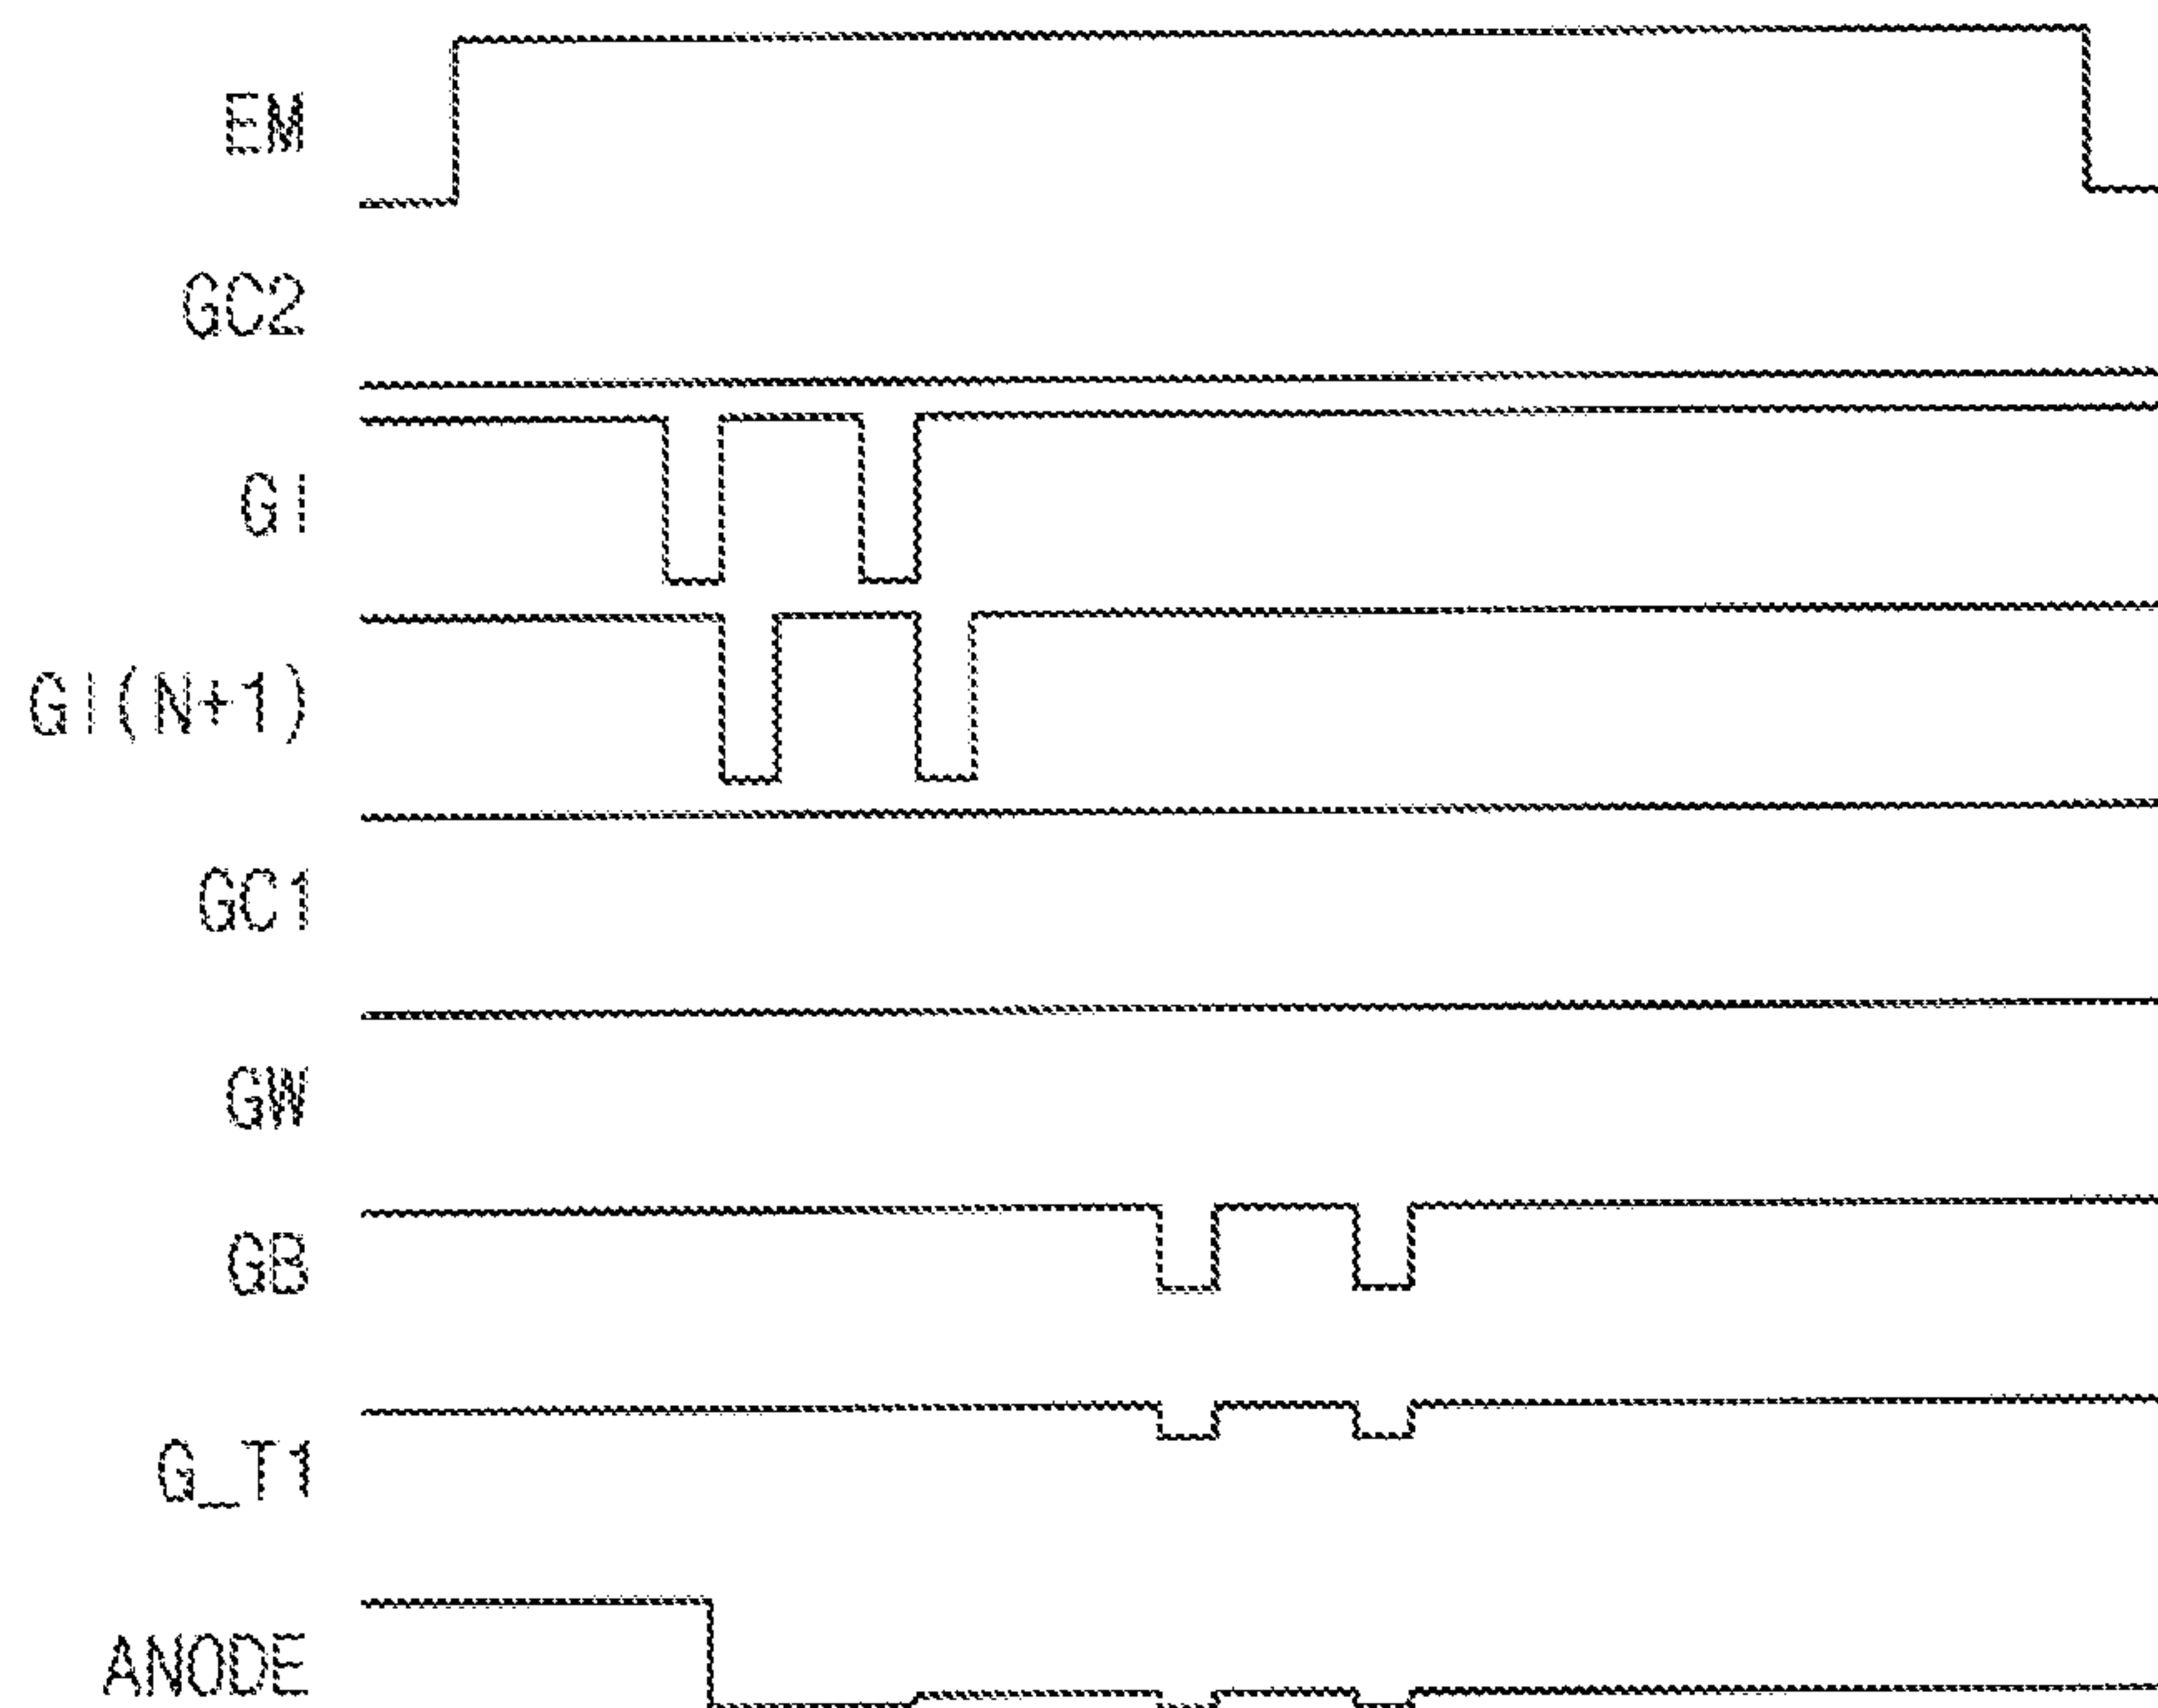 EM
GC2
GI
GI(N+1)
GC1
GW
GB
G_T1
ANODE